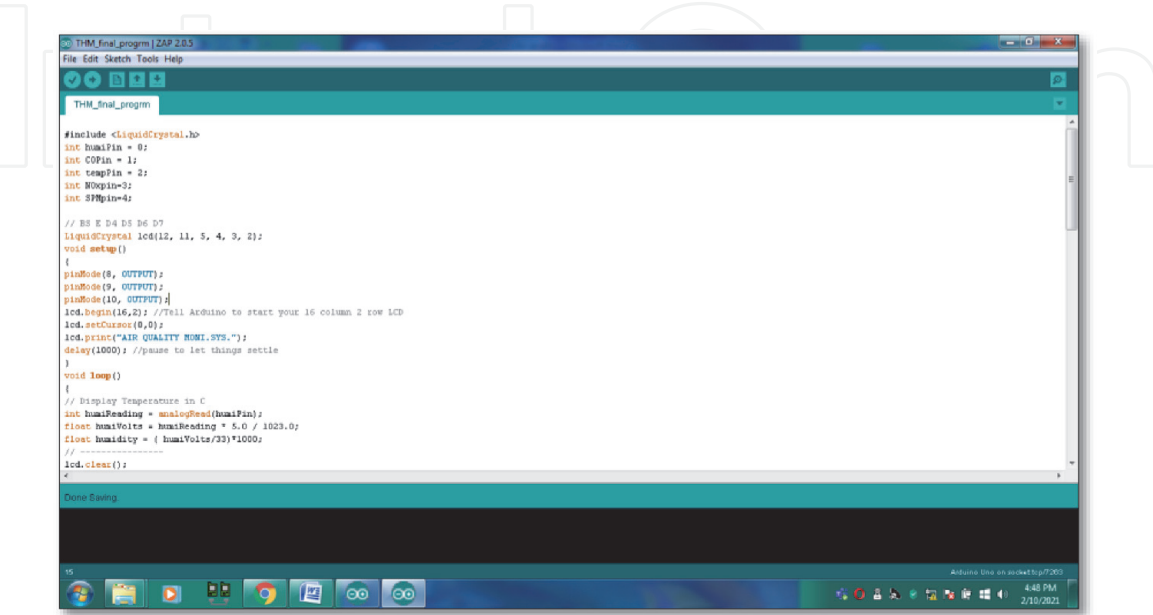 THM_final_progrm | ZAP 2.0.5
File Edit Sketch Tools Help
THM_final_progrm
#include <LiquidCrystal.h>
int humiPin = 0;
int COPin = 1;
int tempPin = 2;
int NOxpin=3;
int SPMpin=4;
// RS E D4 D5 D6 D7
LiquidCrystal lcd(12, 11, 5, 4, 3, 2);
void setup()
{
pinMode(8, OUTPUT);
pinMode(9, OUTPUT);
pinMode(10, OUTPUT);
lcd.begin(16,2); //Tell Arduino to start your 16 column 2 row LCD
lcd.setCursor(0,0);
lcd.print("AIR QUALITY MONI.SYS.");
delay(1000); //pause to let things settle
}
void loop()
{
// Display Temperature in C
int humiReading = analogRead(humiPin);
float humiVolts = humiReading * 5.0 / 1023.0;
float humidity = ( humiVolts/33)*1000;
// ----------------
lcd.clear();
Done Saving.
15
Arduino Uno on socket:tcp/7203
4:48 PM
2/10/2021